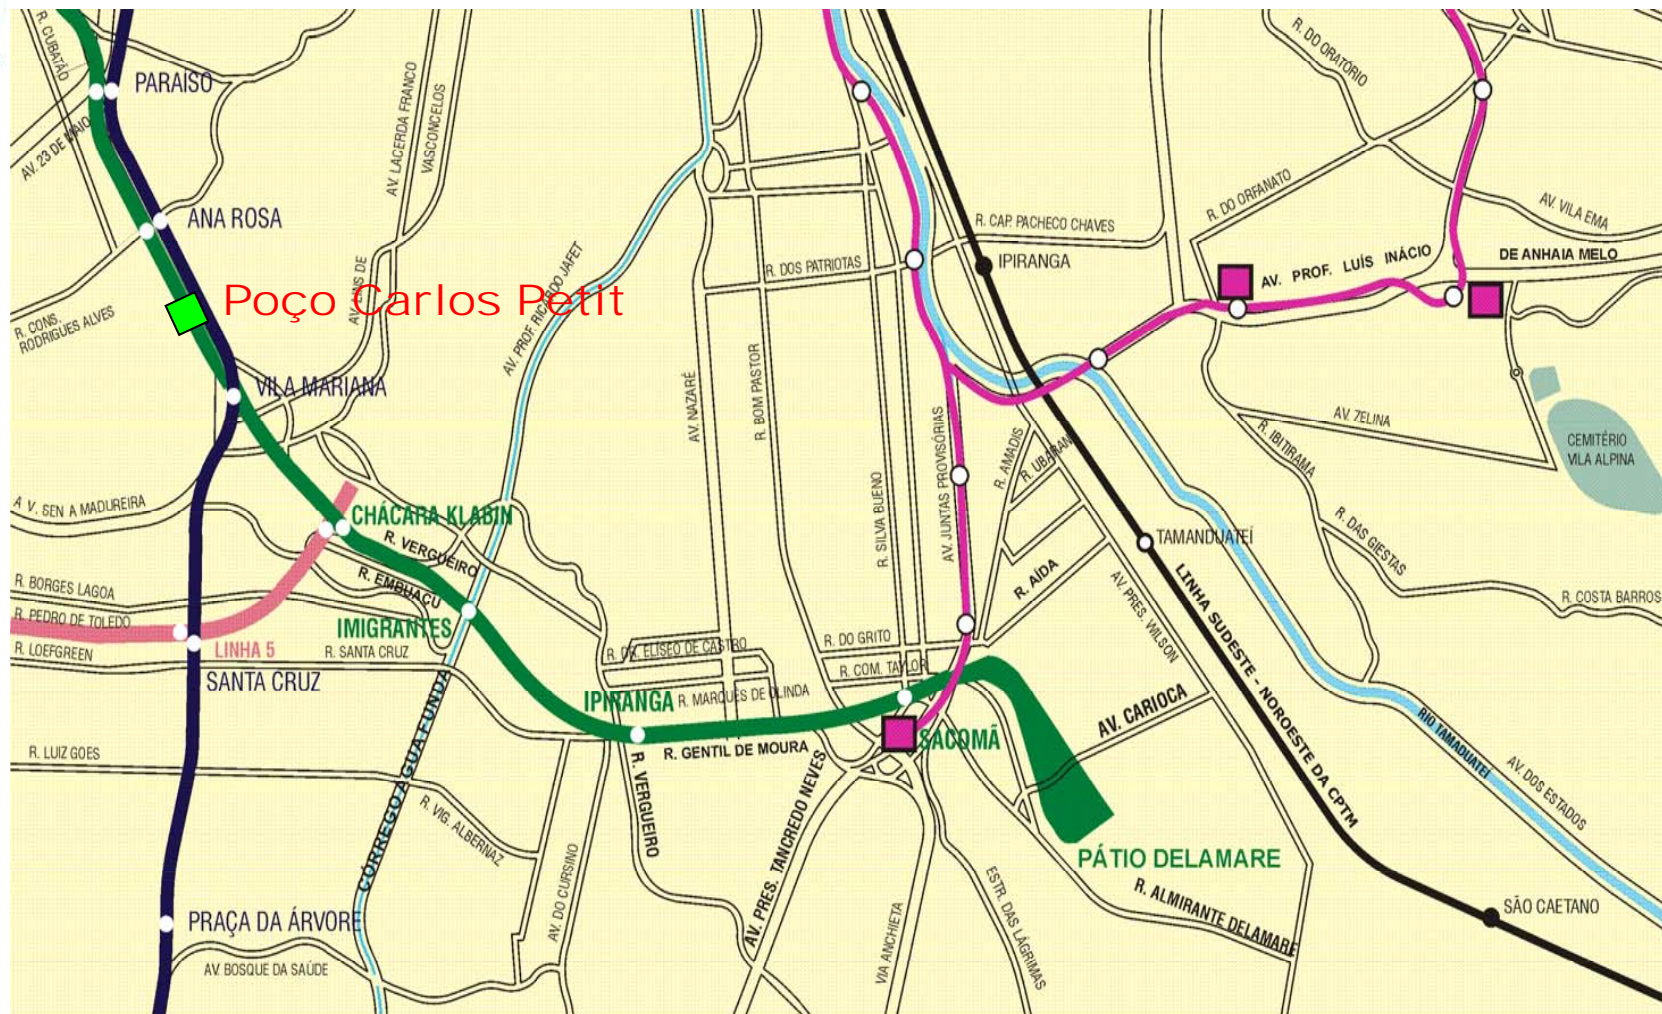 R. CUBATÃO
PARAÍSO
AV. 23 DE MAIO
AV. LACERDA FRANCO
VASCONCELOS
AV. LINS DE
ANA ROSA
R. CONS.
RODRIGUES ALVES
Poço Carlos Petit
AV. PROF. RICARDO JAFET
VILA MARIANA
R. DO ORATÓRIO
R. DO ORFANATO
AV. VILA EMA
R. CAP. PACHECO CHAVES
IPIRANGA
R. DOS PATRIOTAS
AV. PROF. LUÍS INÁCIO
DE ANHAIA MELO
AV. NAZARÉ
R. BOM PASTOR
AV. ZELINA
CEMITÉRIO
VILA ALPINA
R. IBITIRAMA
R. AMADIS
AV. JUNTAS PROVISÓRIAS
R. SILVA BUENO
A V. SEN A MADUREIRA
CHÁCARA KLABIN
R. VERGUEIRO
R. EMBUAÇU
IMIGRANTES
TAMANDUATEÍ
R. DAS GIESTAS
R. COSTA BARROS
R. AÍDA
AV. PRES. WILSON
LINHA SUDESTE - NOROESTE DA CPTM
R. BORGES LAGOA
R. PEDRO DE TOLEDO
R. LOEFGREEN
LINHA 5
R. SANTA CRUZ
SANTA CRUZ
R. DR. ELÍSEO DE CASTRO
R. DO GRITO
R. COM. TAYLOR
IPIRANGA
R. MARQUÊS DE OLINDA
R. GENTIL DE MOURA
SACOMÃ
AV. CARIOCA
RIO TAMADUATEÍ
AV. DOS ESTADOS
R. LUIZ GOES
CÓRREGO ÁGUA FUNDA
R. VIG. ALBERNAZ
R. VERGUEIRO
AV. PRES. TANCREDO NEVES
AV. DO CURSINO
PÁTIO DELAMARE
R. ALMIRANTE DELAMARE
ESTR. DAS LÁGRIMAS
VIA ANCHIETA
SÃO CAETANO
PRAÇA DA ÁRVORE
AV. BOSQUE DA SAÚDE